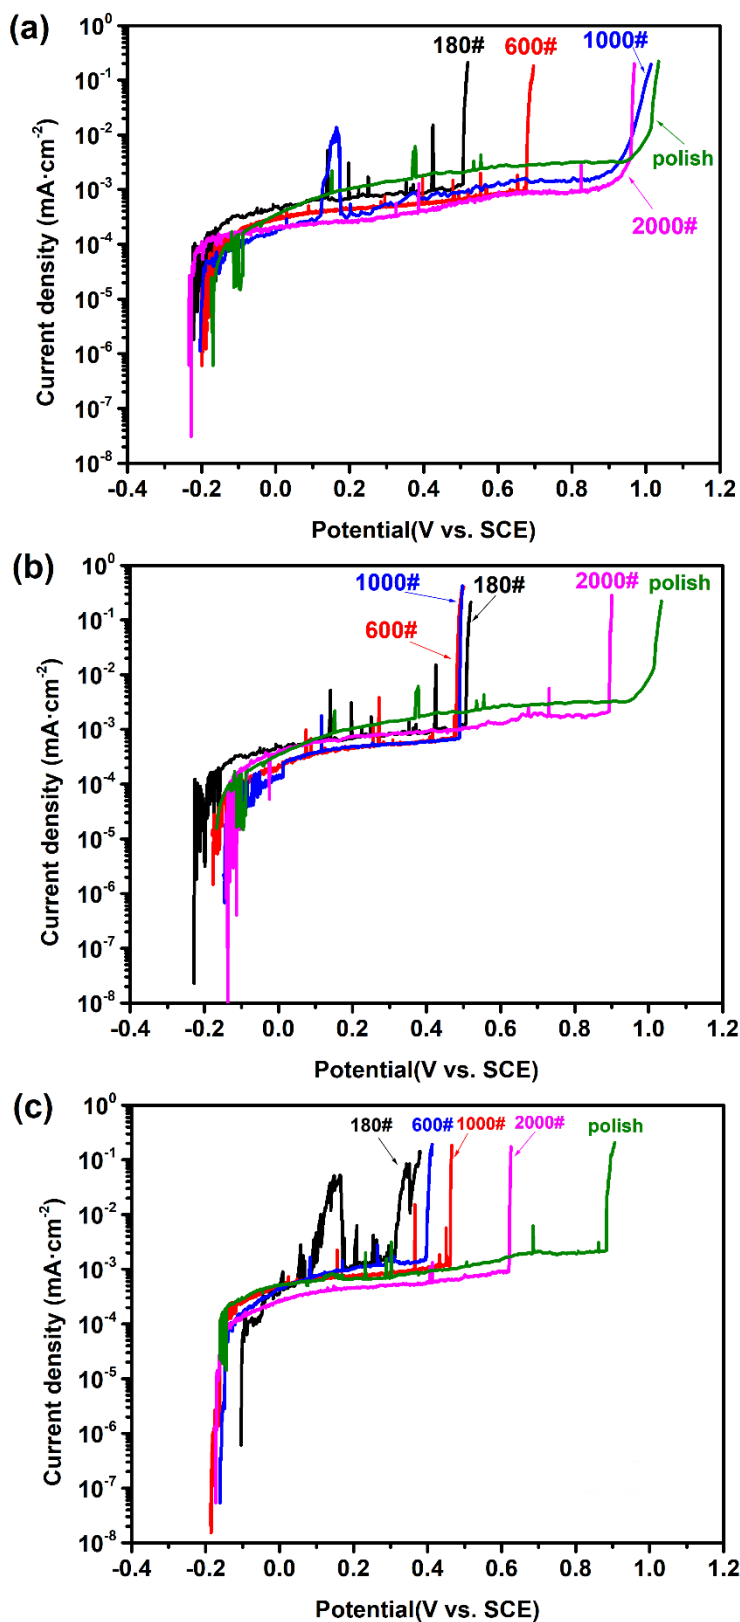 (a)
10^0
10^-1
10^-2
10^-3
10^-4
10^-5
10^-6
10^-7
10^-8
Current density (mA·cm^-2)
180# 600# 1000#
polish
2000#
-0.4 -0.2 0.0 0.2 0.4 0.6 0.8 1.0 1.2
Potential(V vs. SCE)
(b)
10^0
10^-1
10^-2
10^-3
10^-4
10^-5
10^-6
10^-7
10^-8
Current density (mA·cm^-2)
1000# 180# 2000# polish
600#
-0.4 -0.2 0.0 0.2 0.4 0.6 0.8 1.0 1.2
Potential(V vs. SCE)
(c)
10^0
10^-1
10^-2
10^-3
10^-4
10^-5
10^-6
10^-7
10^-8
Current density (mA·cm^-2)
180# 600# 1000# 2000# polish
-0.4 -0.2 0.0 0.2 0.4 0.6 0.8 1.0 1.2
Potential(V vs. SCE)